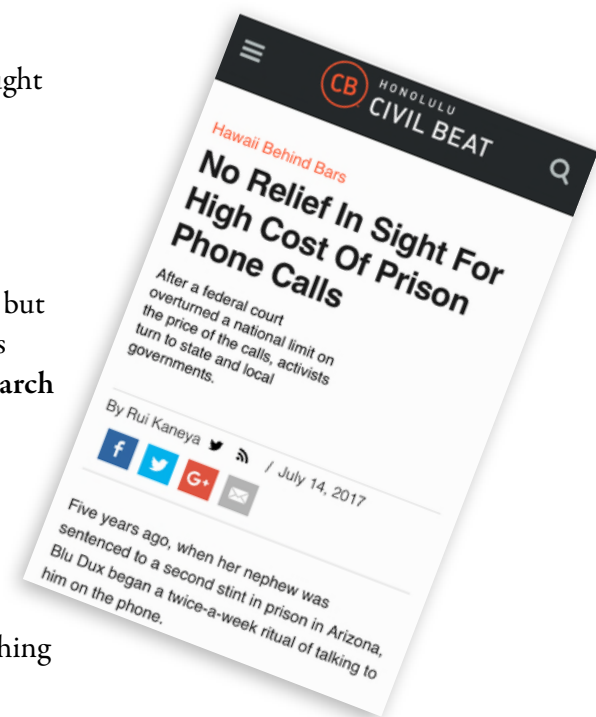 ight
but
s
arch
hing
CB
HONOLULU
CIVIL BEAT
Hawaii Behind Bars
No Relief In Sight For
High Cost Of Prison
Phone Calls
After a federal court
overturned a national limit on
the price of the calls, activists
turn to state and local
governments.
By Rui Kaneya / July 14, 2017
f
G+
Five years ago, when her nephew was
sentenced to a second stint in prison in Arizona,
Blu Dux began a twice-a-week ritual of talking to
him on the phone.